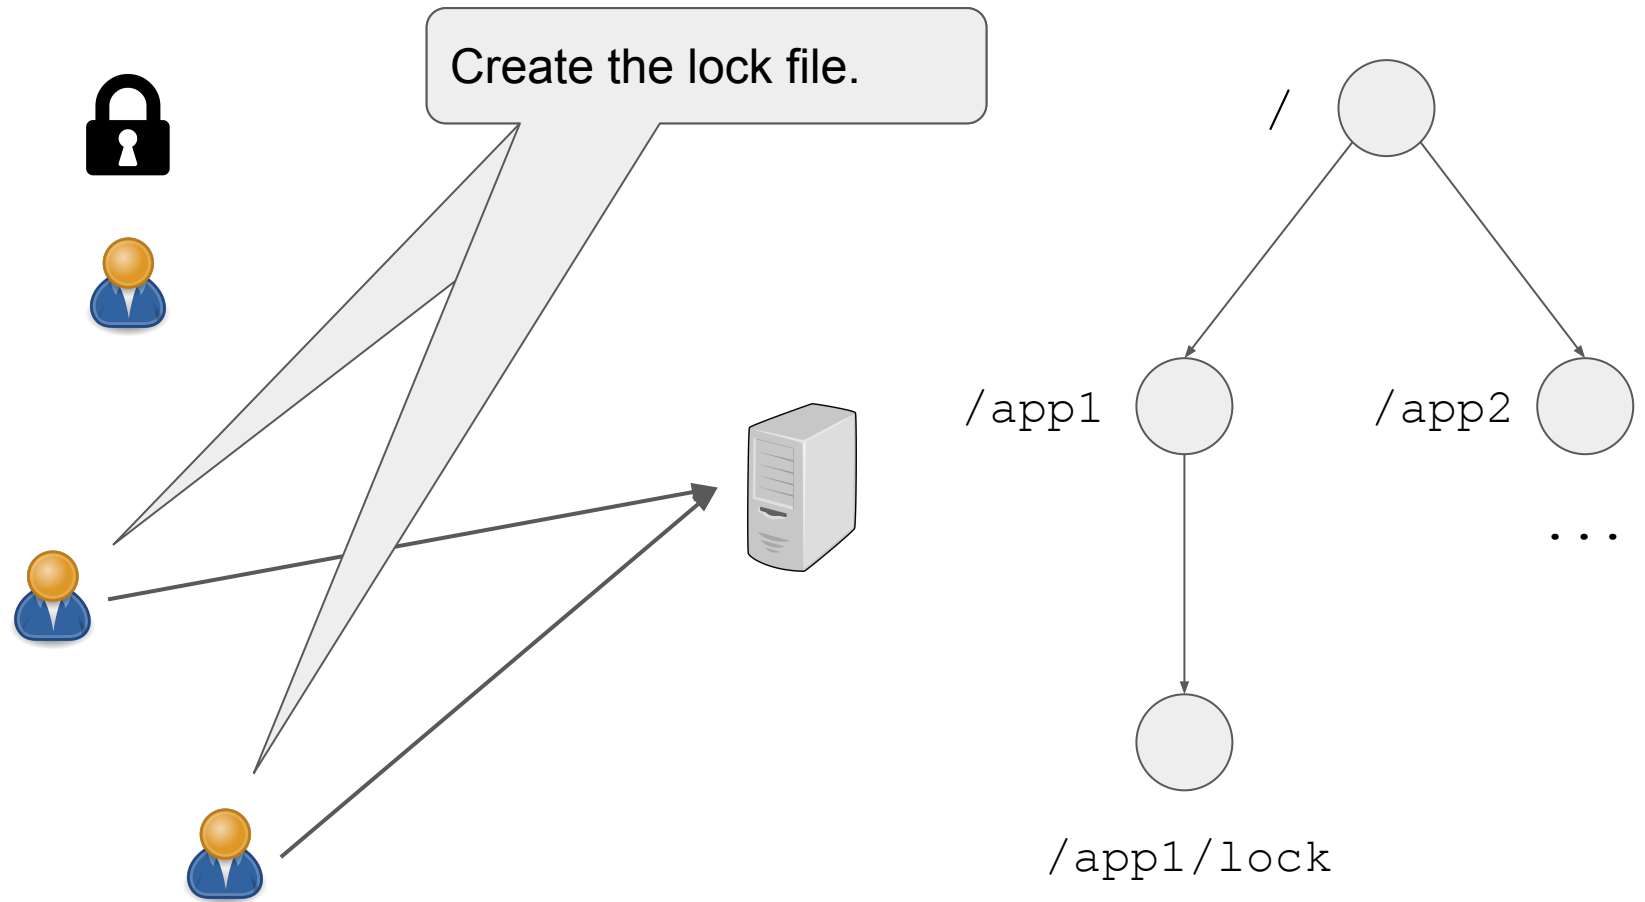 Create the lock file.
/
/app1
/app2
...
/app1/lock